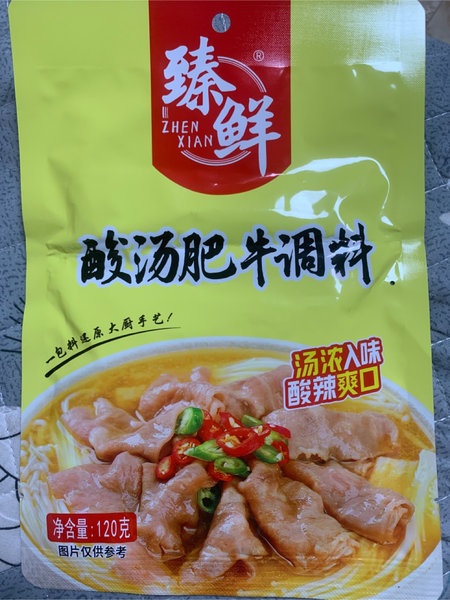 臻鲜
®
ZHEN
XIAN
酸汤肥牛调料
一包料还原大厨手艺!
汤浓入味
酸辣爽口
净含量:120克
图片仅供参考